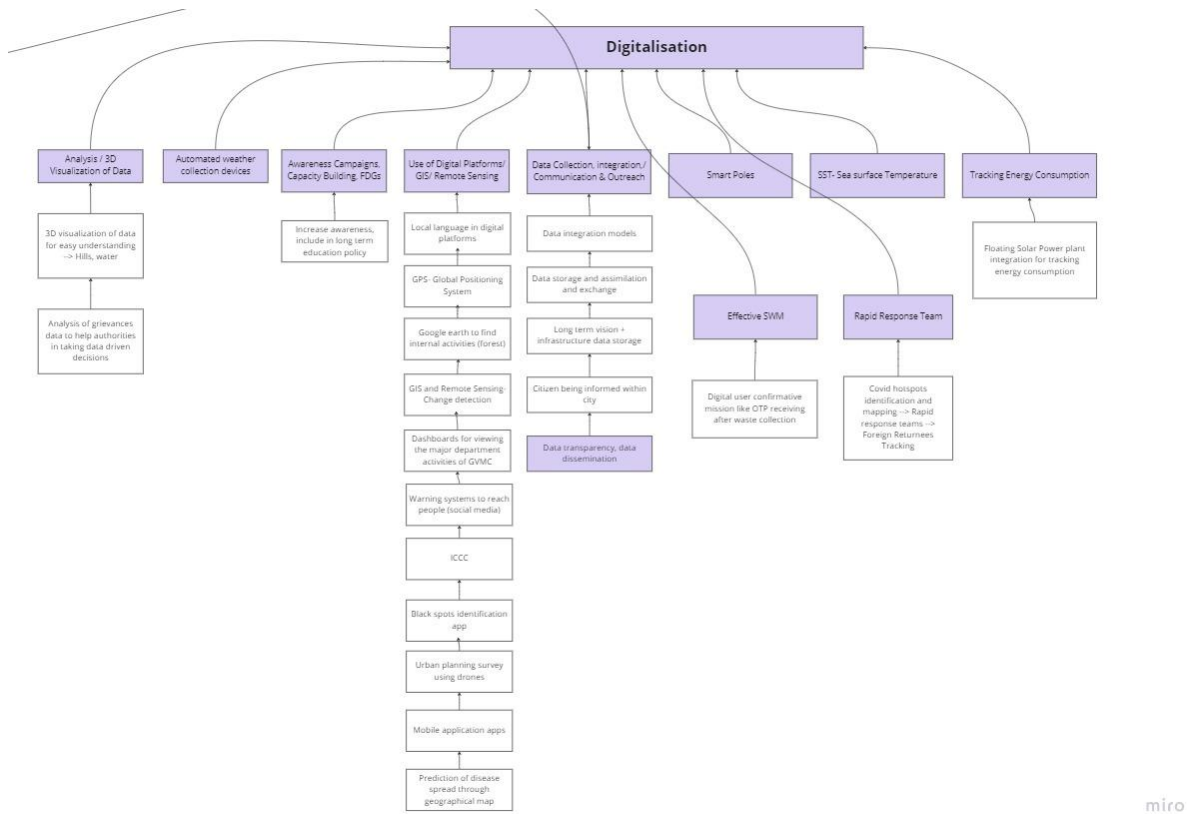 Digitalisation
Analysis / 3D
Visualization of Data
Automated weather
collection devices
Awareness Campaigns,
Capacity Building, FDGs
Use of Digital Platforms/
GIS/ Remote Sensing
Data Collection, integration,/
Communication & Outreach
Smart Poles
SST- Sea surface Temperature
Tracking Energy Consumption
3D visualization of data
for easy understanding
--> Hills, water
Analysis of grievances
data to help authorities
in taking data driven
decisions
Increase awareness,
include in long term
education policy
Local language in digital
platforms
GPS- Global Positioning
System
Google earth to find
internal activities (forest)
GIS and Remote Sensing-
Change detection
Dashboards for viewing
the major department
activities of GVMC
Warning systems to reach
people (social media)
ICCC
Black spots identification
app
Urban planning survey
using drones
Mobile application apps
Prediction of disease
spread through
geographical map
Data integration models
Data storage and assimilation
and exchange
Long term vision +
infrastructure data storage
Citizen being informed within
city
Data transparency, data
dissemination
Effective SWM
Digital user confirmative
mission like OTP receiving
after waste collection
Rapid Response Team
Covid hotspots
identification and
mapping --> Rapid
response teams -->
Foreign Returnees
Tracking
Floating Solar Power plant
integration for tracking
energy consumption
miro